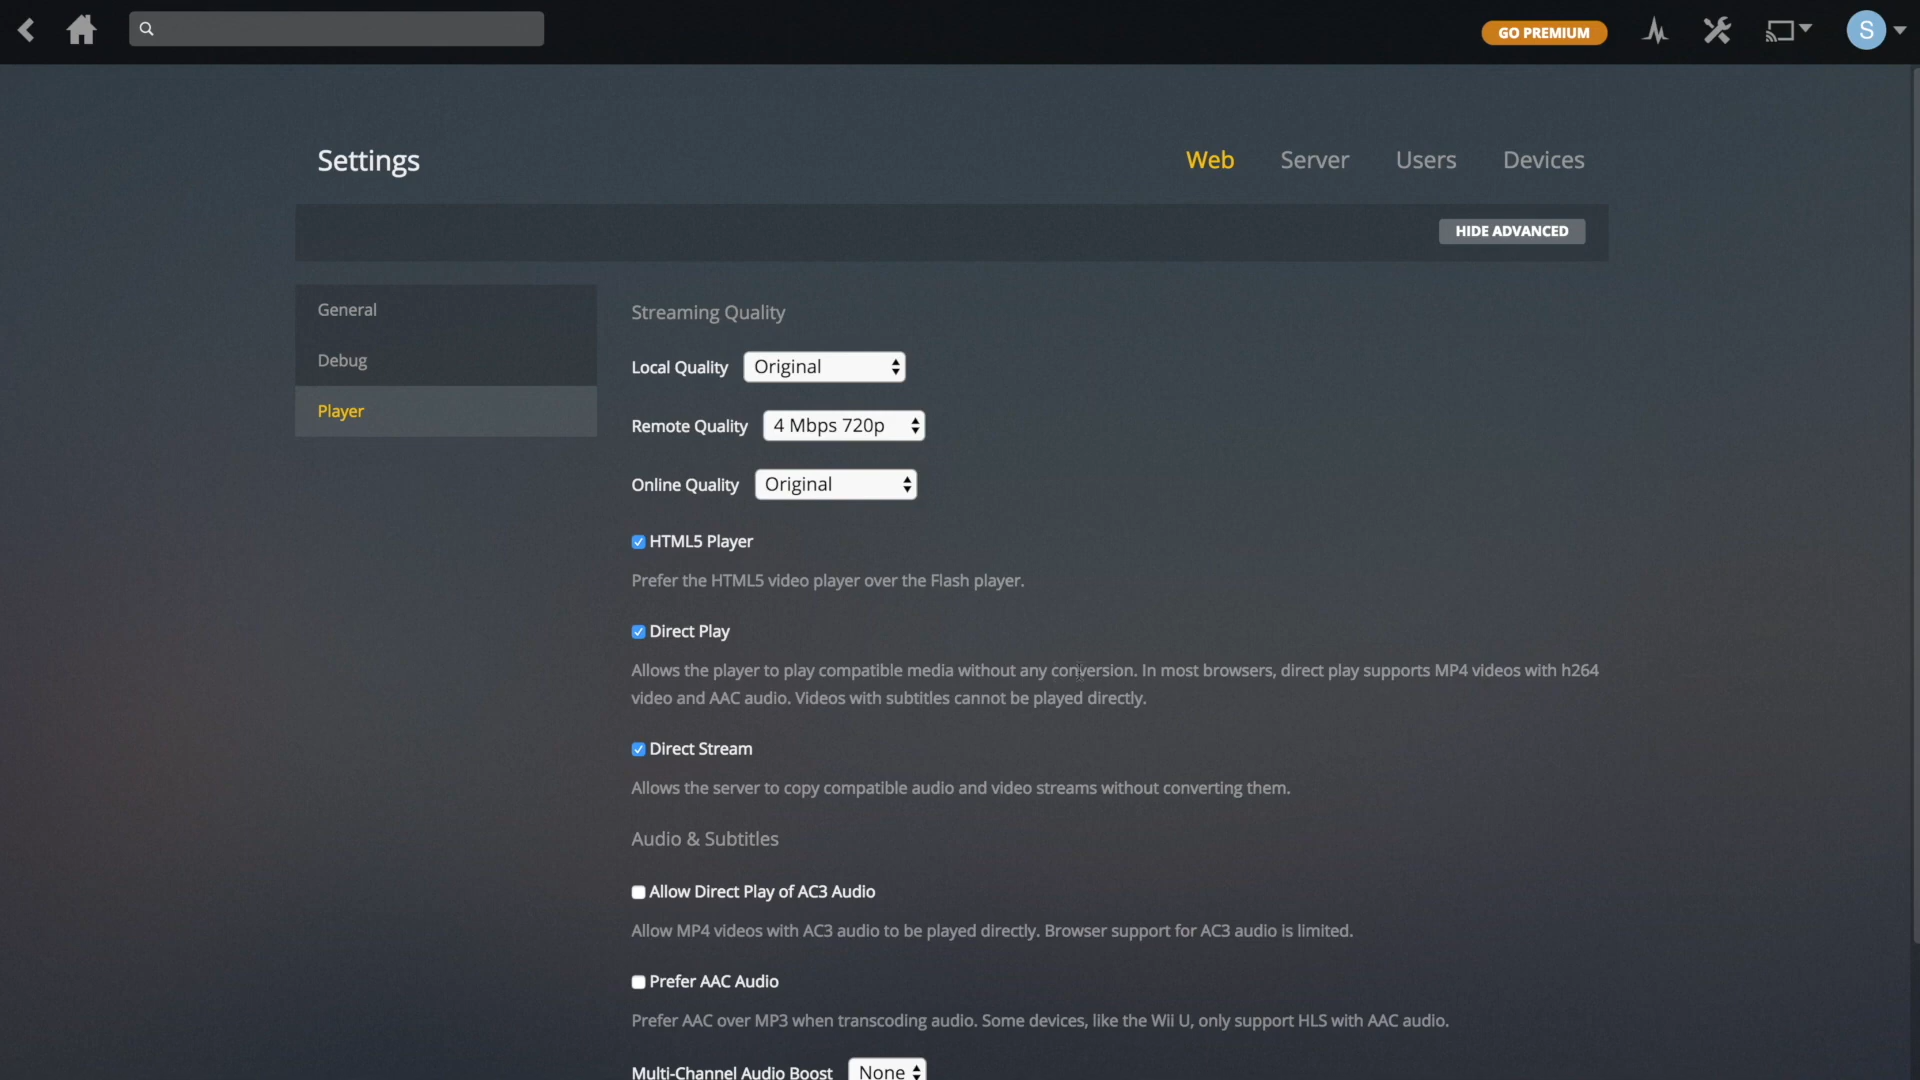 GO PREMIUM
S
Settings
Web Server Users Devices
HIDE ADVANCED
General
Debug
Player
Streaming Quality
Local Quality Original
Remote Quality 4 Mbps 720p
Online Quality Original
HTML5 Player
Prefer the HTML5 video player over the Flash player.
Direct Play
Allows the player to play compatible media without any conversion. In most browsers, direct play supports MP4 videos with h264
video and AAC audio. Videos with subtitles cannot be played directly.
Direct Stream
Allows the server to copy compatible audio and video streams without converting them.
Audio & Subtitles
Allow Direct Play of AC3 Audio
Allow MP4 videos with AC3 audio to be played directly. Browser support for AC3 audio is limited.
Prefer AAC Audio
Prefer AAC over MP3 when transcoding audio. Some devices, like the Wii U, only support HLS with AAC audio.
Multi-Channel Audio Boost None